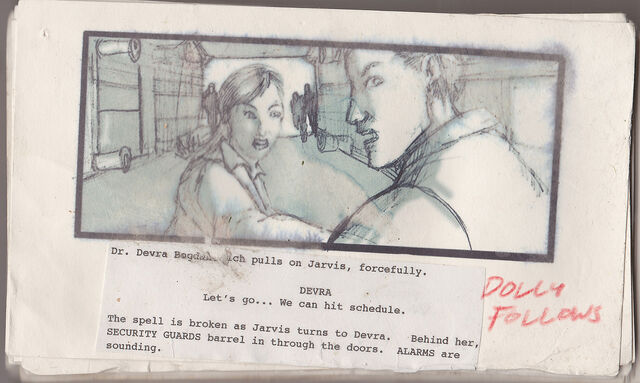 Dr. Devra ich pulls on Jarvis, forcefully.
DEVRA
Let's go... We can hit schedule.
The spell is broken as Jarvis turns to Devra. Behind her,
SECURITY GUARDS barrel in through the doors. ALARMS are
sounding.
DOLLY
FOLLOWS